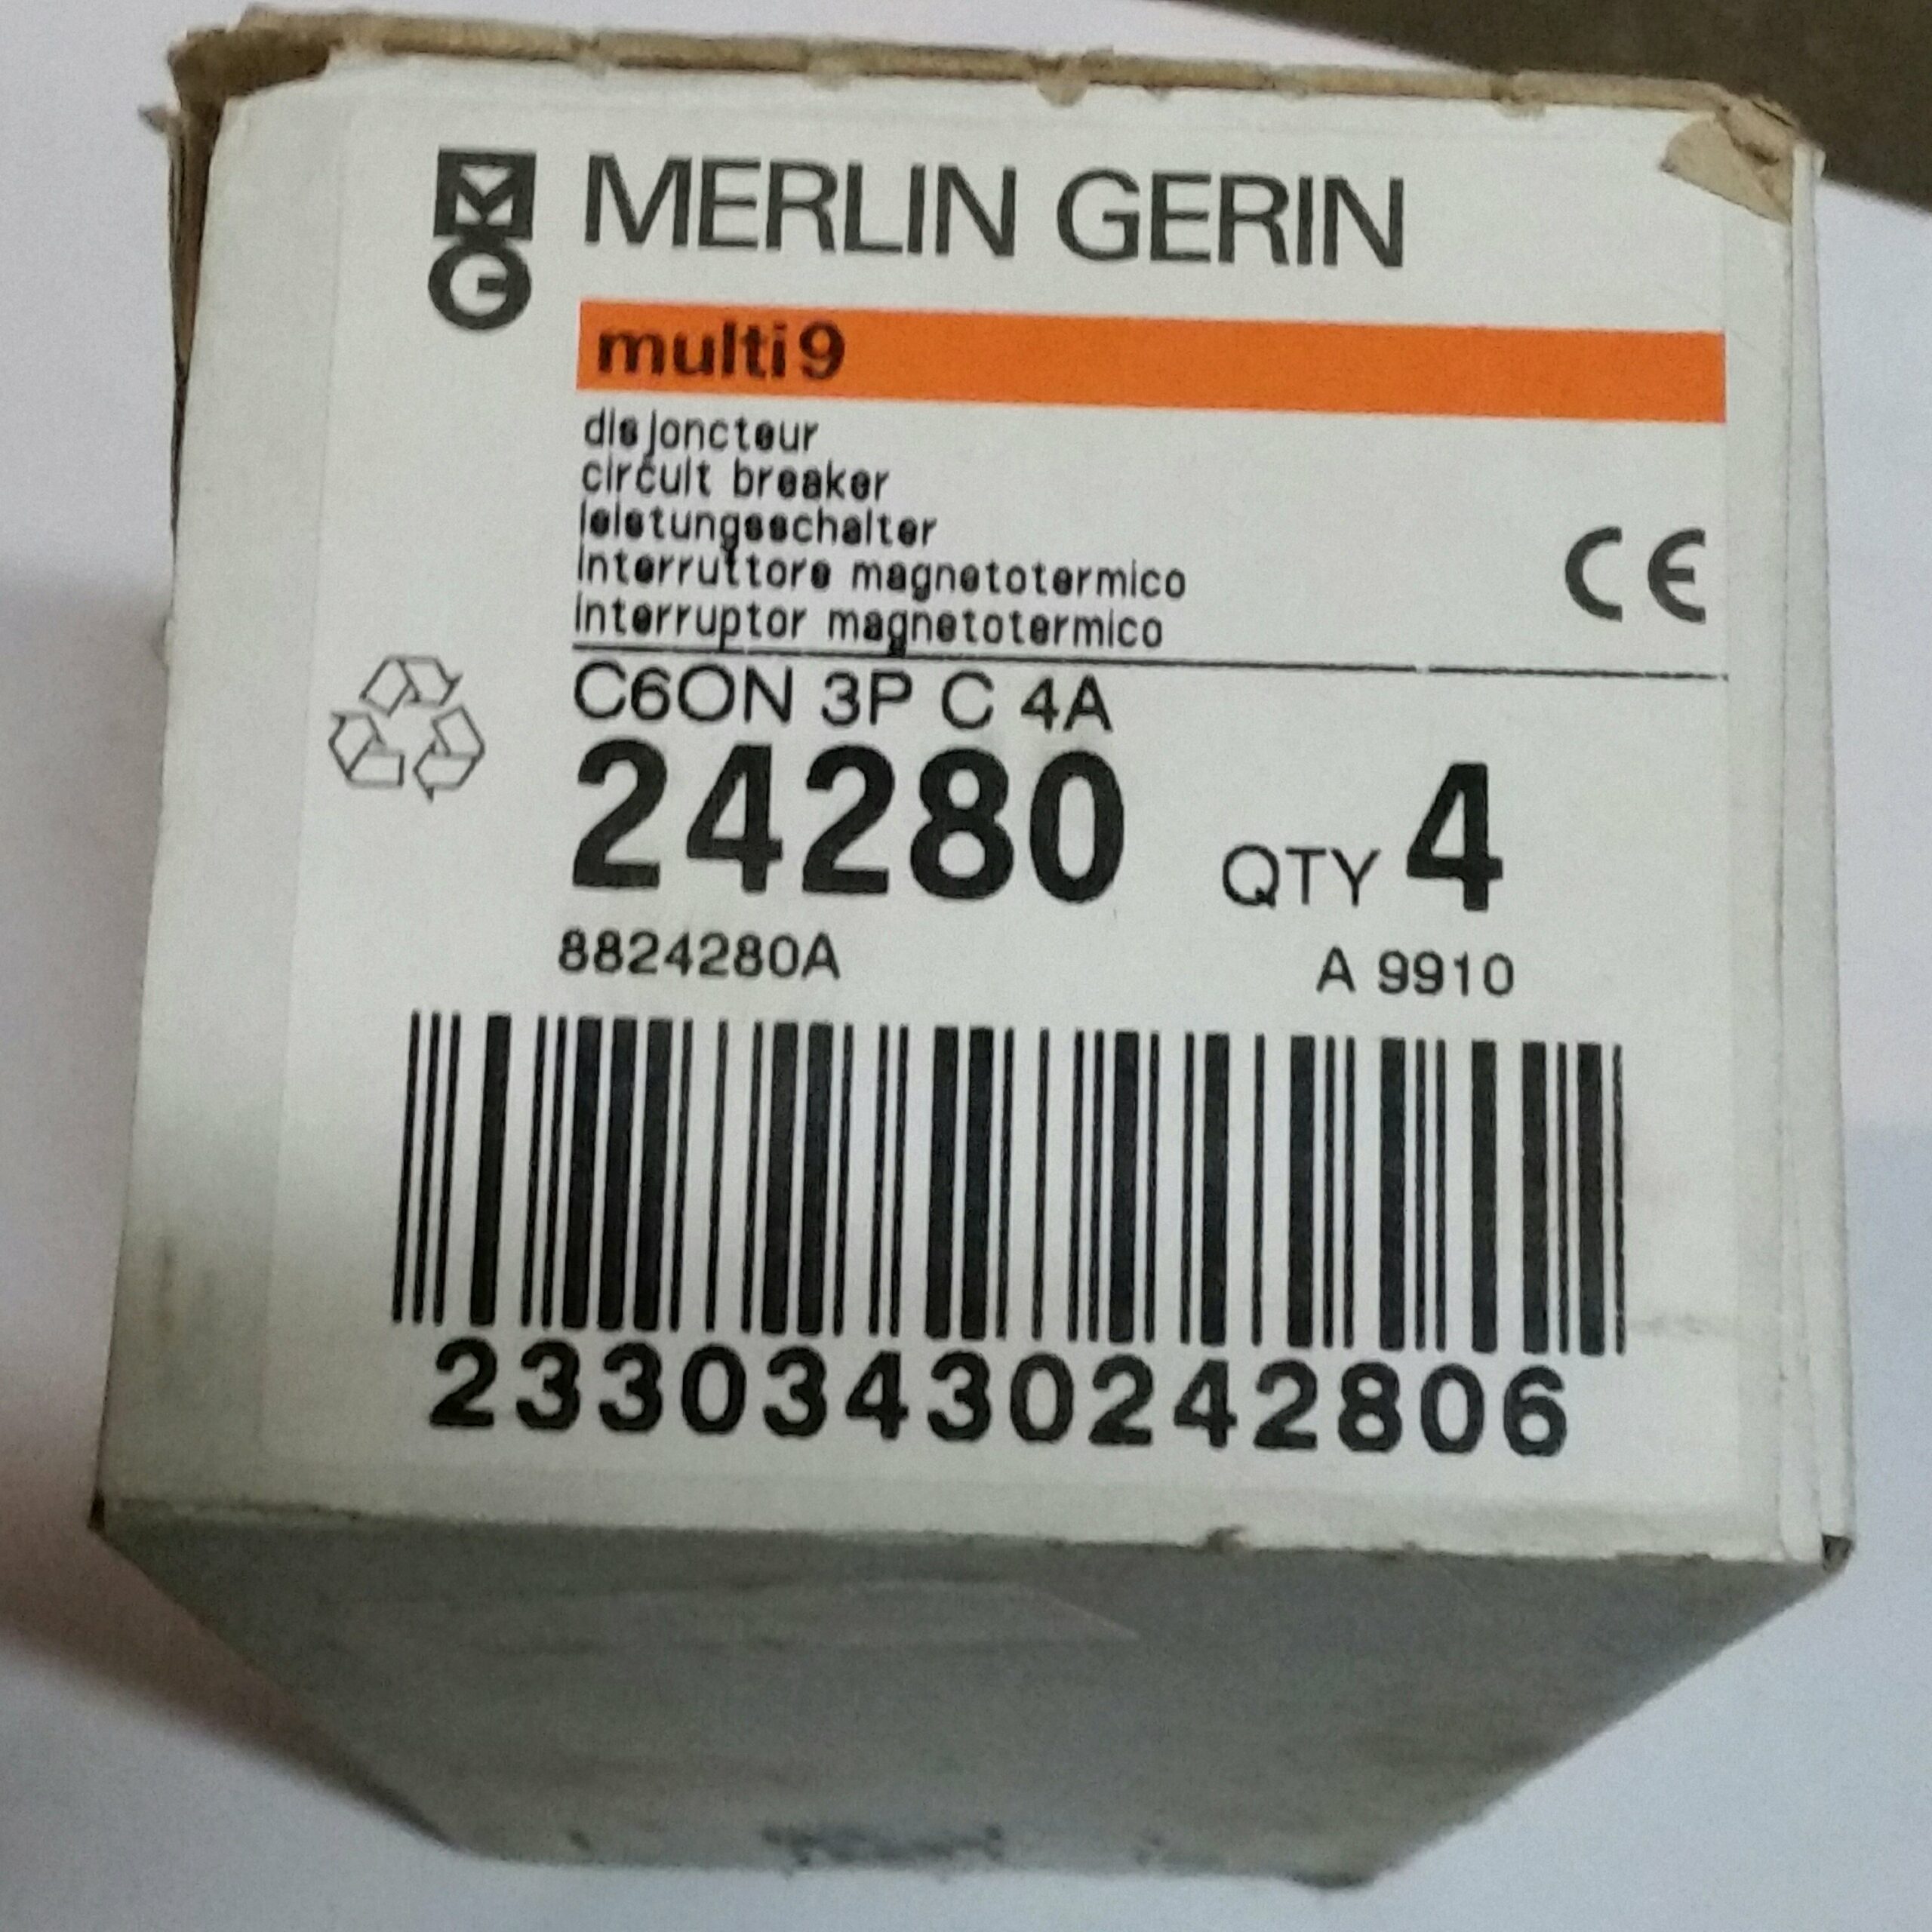 MG MERLIN GERIN
multi9
disjoncteur
circuit breaker
leistungsschalter
interruttore magnetotermico
interruptor magnetotermico
CE
C60N 3P C 4A
24280 QTY 4
8824280A A 9910
23303430242806